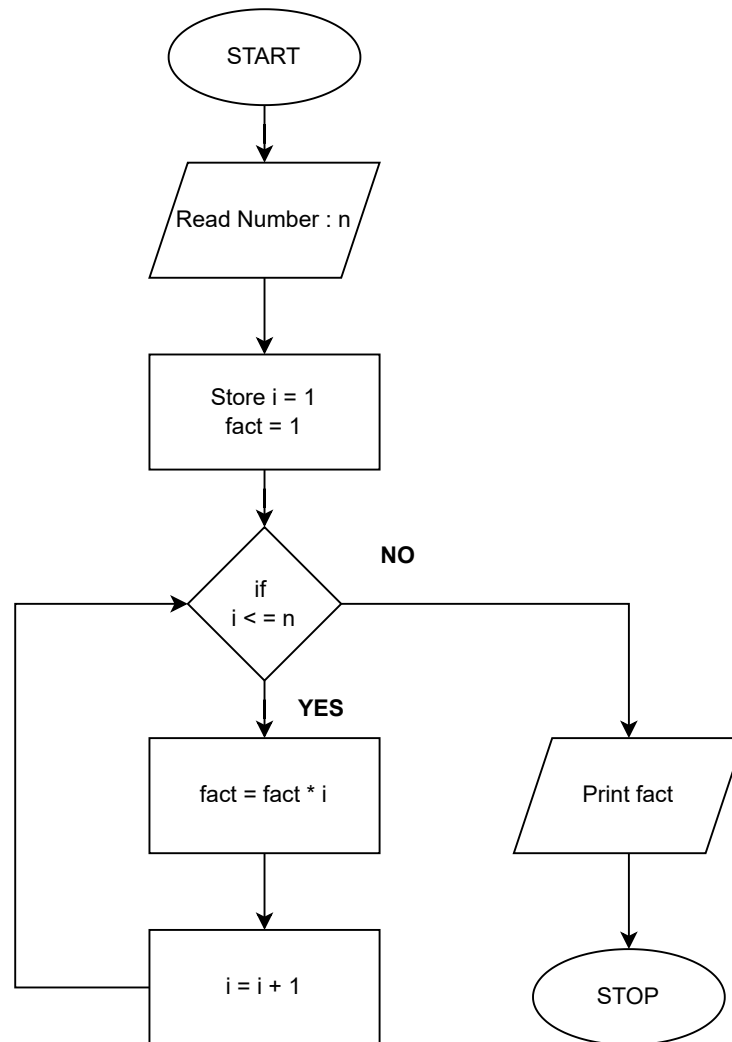 START
Read Number : n
Store i = 1
fact = 1
NO
if
i < = n
YES
fact = fact * i
Print fact
i = i + 1
STOP